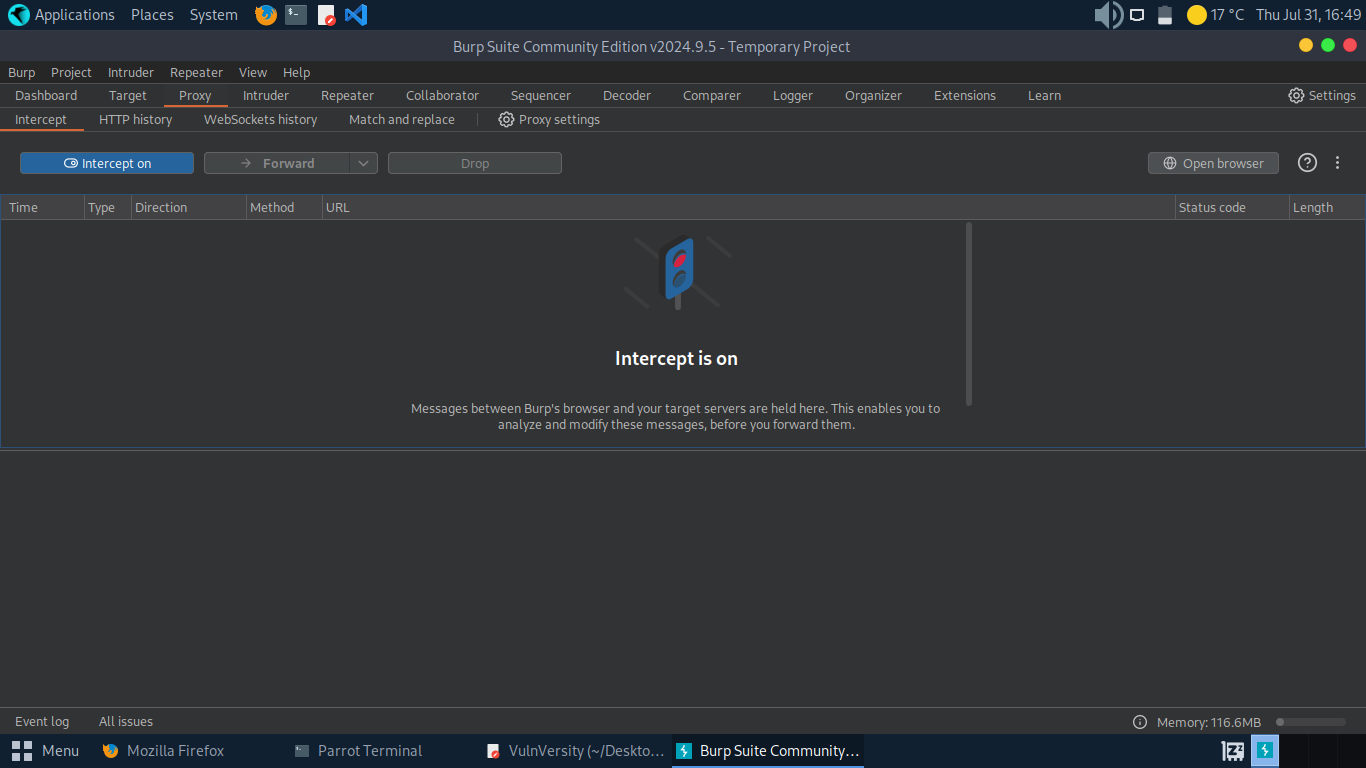 Applications Places System 17 °C Thu Jul 31, 16:49
Burp Suite Community Edition v2024.9.5 - Temporary Project
Burp Project Intruder Repeater View Help
Dashboard Target Proxy Intruder Repeater Collaborator Sequencer Decoder Comparer Logger Organizer Extensions Learn Settings
Intercept HTTP history WebSockets history Match and replace Proxy settings
Intercept on Forward Drop Open browser
Time Type Direction Method URL Status code Length
Intercept is on
Messages between Burp's browser and your target servers are held here. This enables you to
analyze and modify these messages, before you forward them.
Event log All issues Memory: 116.6MB
Menu Mozilla Firefox Parrot Terminal VulnVersity (~/Deskto... Burp Suite Community...